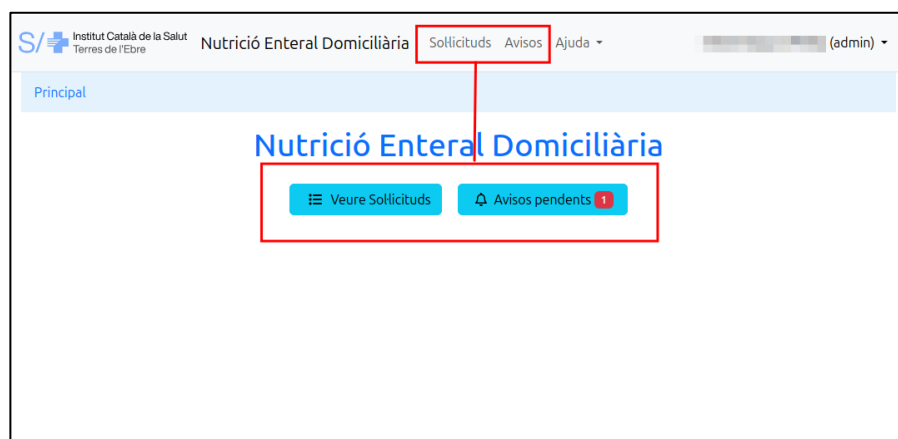 S/ Institut Català de la Salut
Terres de l'Ebre
Nutrició Enteral Domiciliària Sol·licituds Avisos Ajuda (admin)
Principal
Nutrició Enteral Domiciliària
Veure Sol·licituds Avisos pendents 1